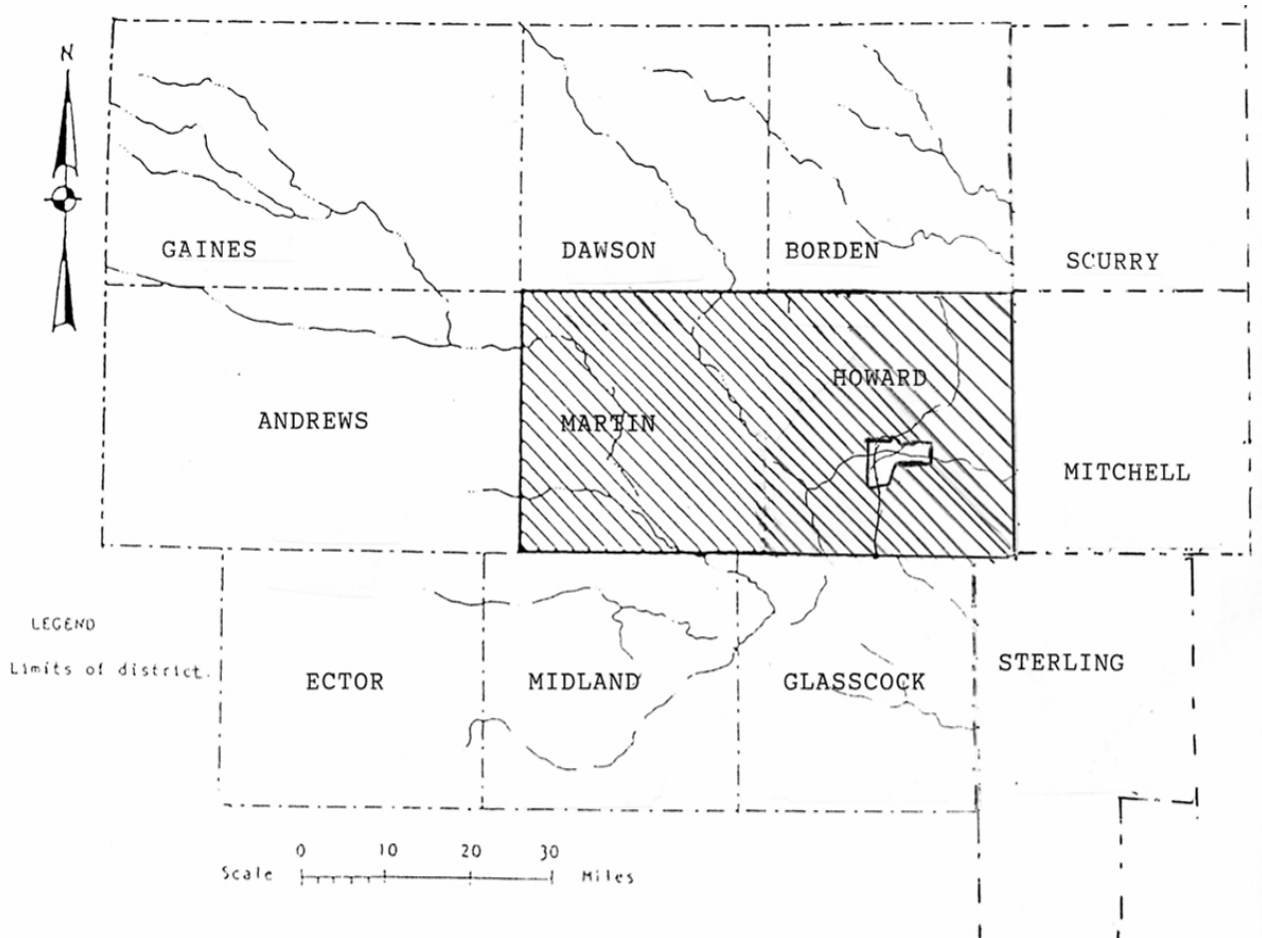 N
GAINES
DAWSON
BORDEN
SCURRY
HOWARD
ANDREWS
MARTIN
MITCHELL
LEGEND
Limits of district.
ECTOR
MIDLAND
GLASSCOCK
STERLING
0 10 20 30
Scale Miles